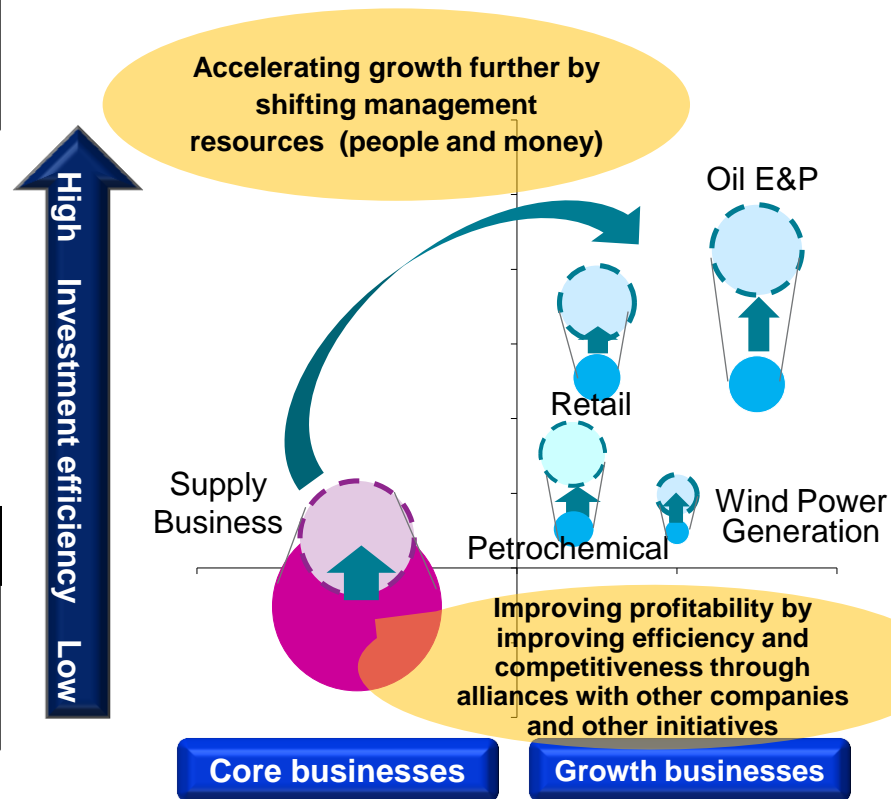 Accelerating growth further by
shifting management
resources (people and money)
High Investment efficiency Low
Oil E&P
Retail
Supply
Business
Petrochemical
Wind Power
Generation
Improving profitability by
improving efficiency and
competitiveness through
alliances with other companies
and other initiatives
Core businesses
Growth businesses